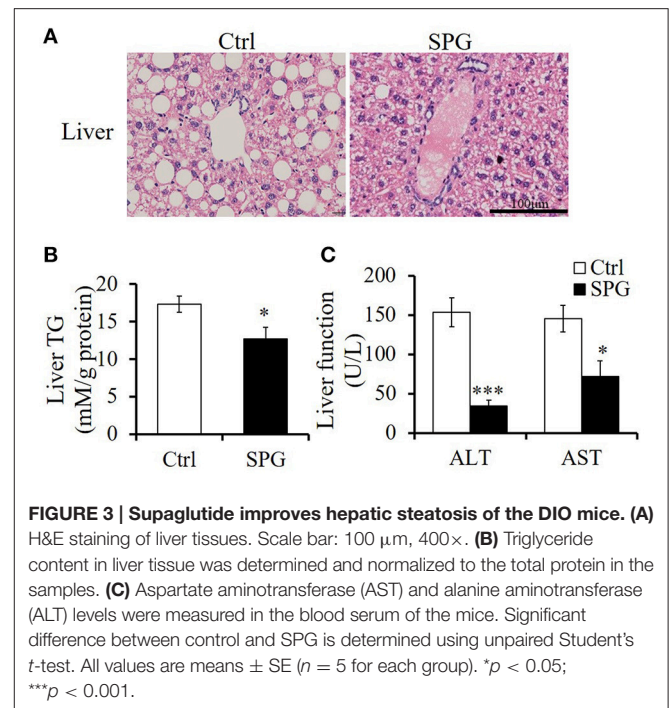 A
Ctrl
SPG
Liver
100μm
B
20
15
10
5
0
Liver TG
(mM/g protein)
*
Ctrl
SPG
C
200
150
100
50
0
Liver function
(U/L)
Ctrl
SPG
***
*
ALT
AST
FIGURE 3 | Supaglutide improves hepatic steatosis of the DIO mice. (A)
H&E staining of liver tissues. Scale bar: 100 μm, 400×. (B) Triglyceride
content in liver tissue was determined and normalized to the total protein in the
samples. (C) Aspartate aminotransferase (AST) and alanine aminotransferase
(ALT) levels were measured in the blood serum of the mice. Significant
difference between control and SPG is determined using unpaired Student's
t-test. All values are means ± SE (n = 5 for each group). *p < 0.05;
***p < 0.001.